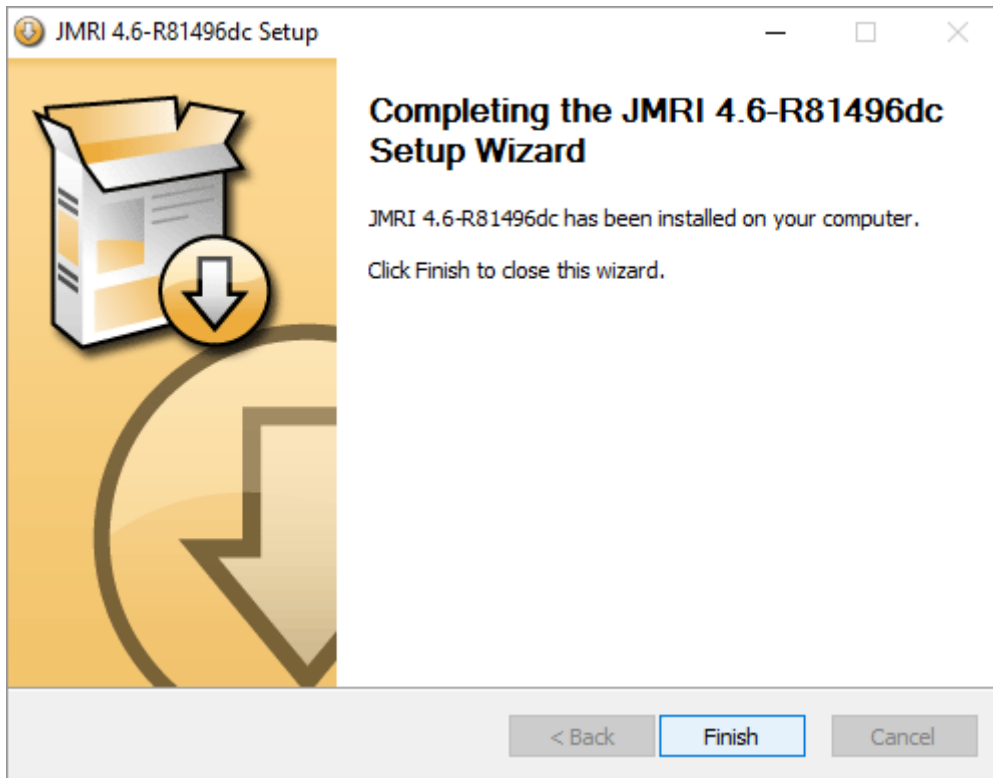 JMRI 4.6-R81496dc Setup
Completing the JMRI 4.6-R81496dc
Setup Wizard
JMRI 4.6-R81496dc has been installed on your computer.
Click Finish to close this wizard.
< Back
Finish
Cancel